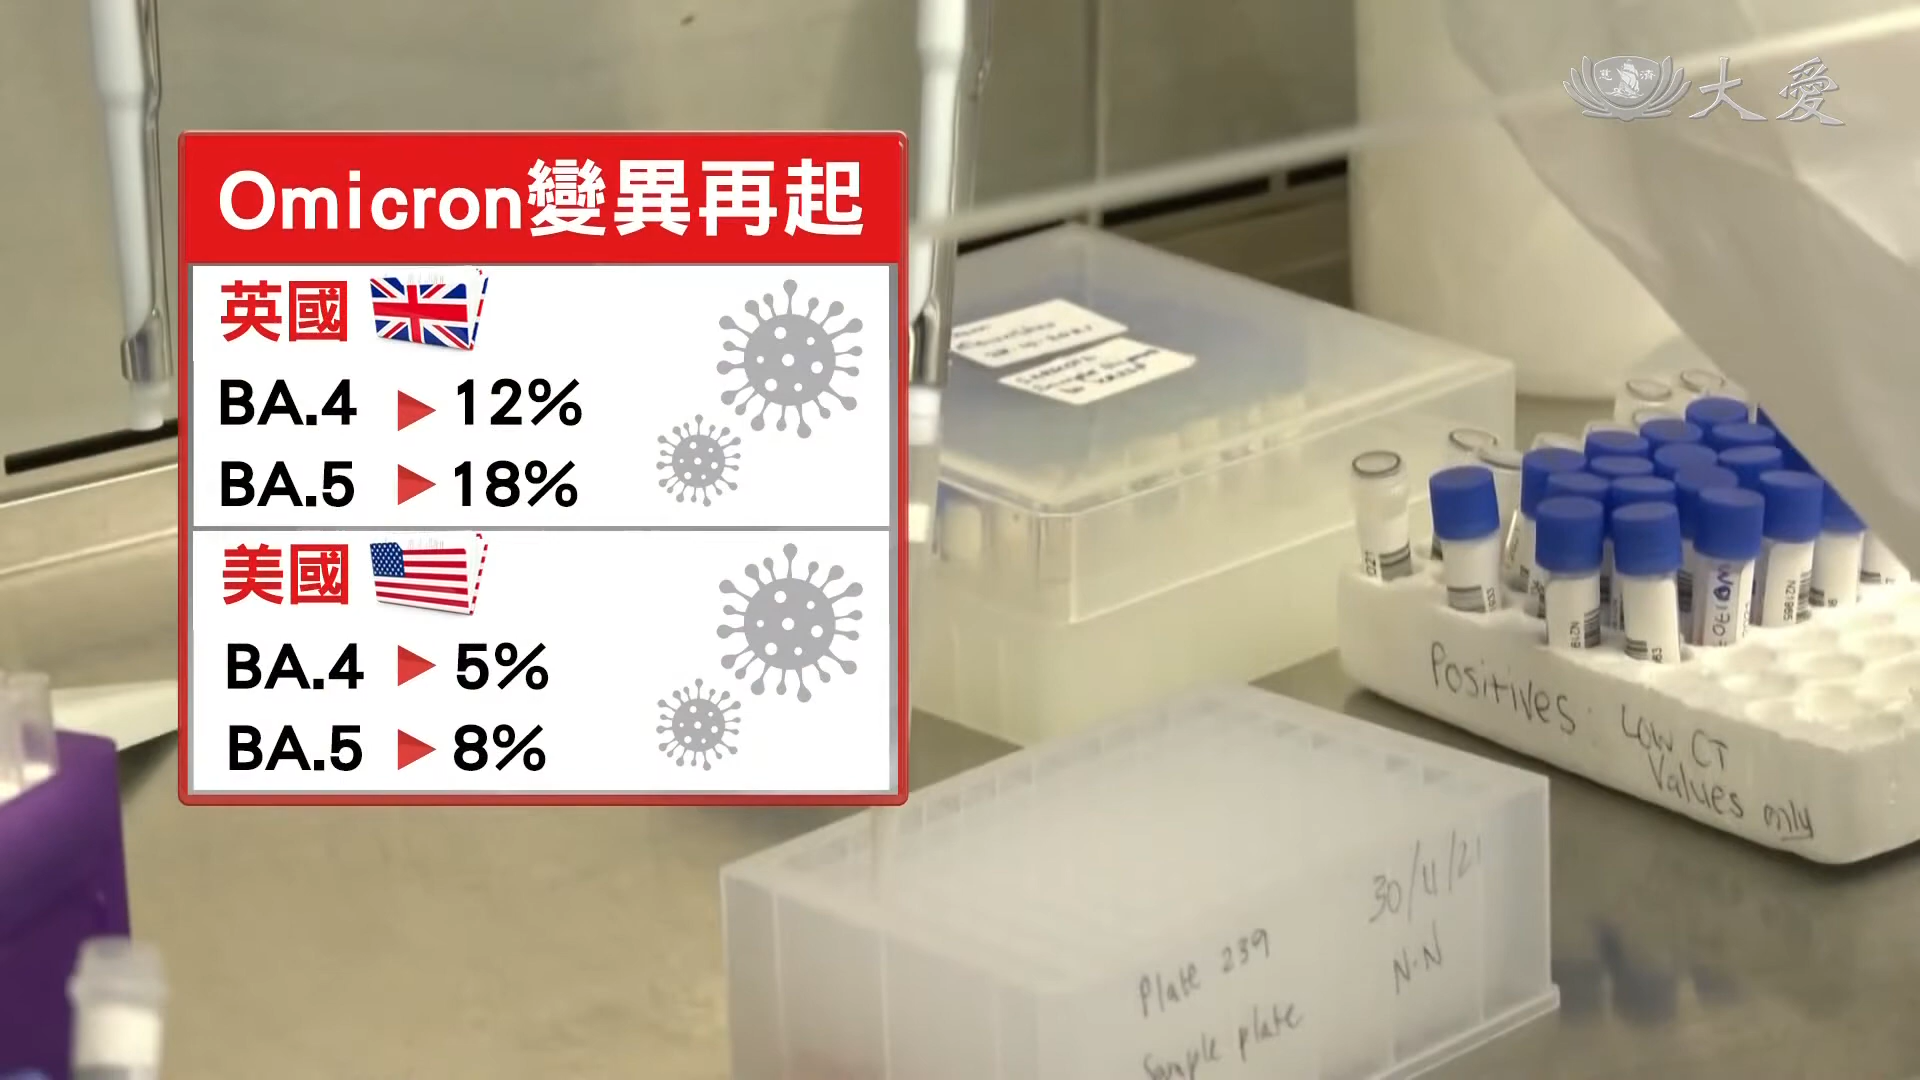 慈濟 大愛
Omicron變異再起
英國
BA.4 ▶ 12%
BA.5 ▶ 18%
美國
BA.4 ▶ 5%
BA.5 ▶ 8%
Positives: Low CT
Values only
30/11/21
N.N
Plate 239
Sample plate